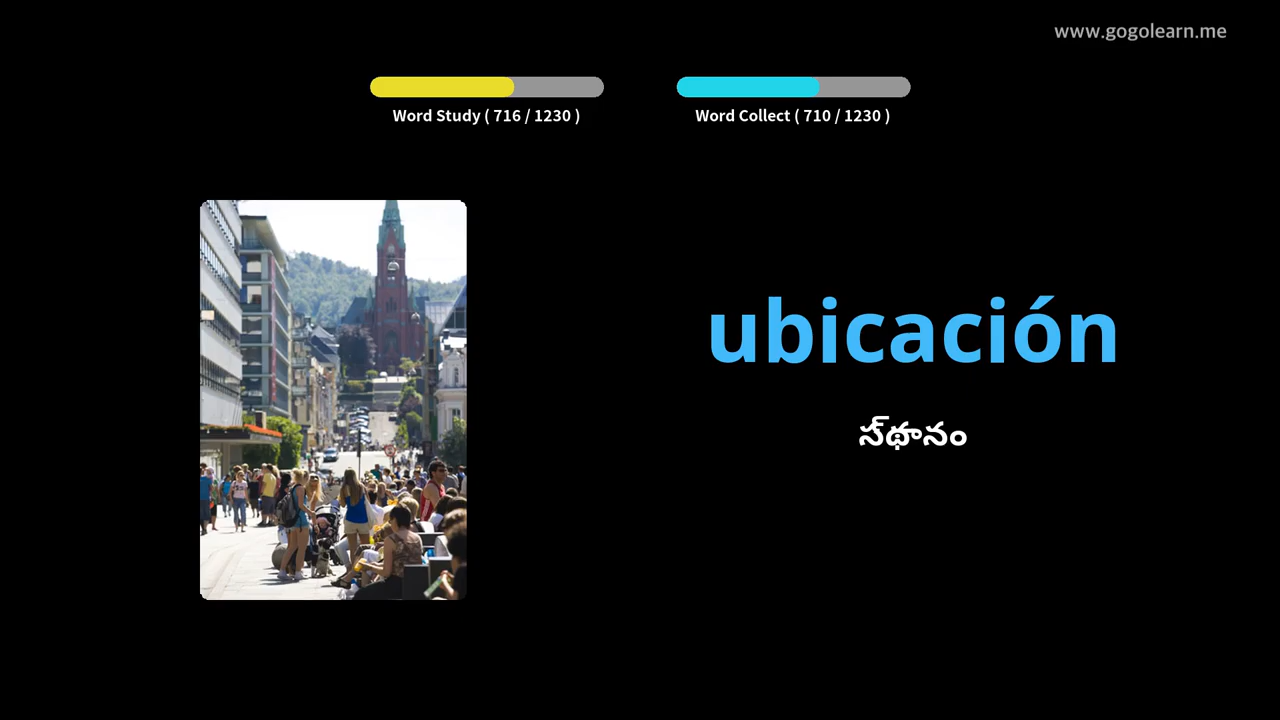 www.gogolearn.me
Word Study ( 716 / 1230 )
Word Collect ( 710 / 1230 )
ubicación
స్థానం